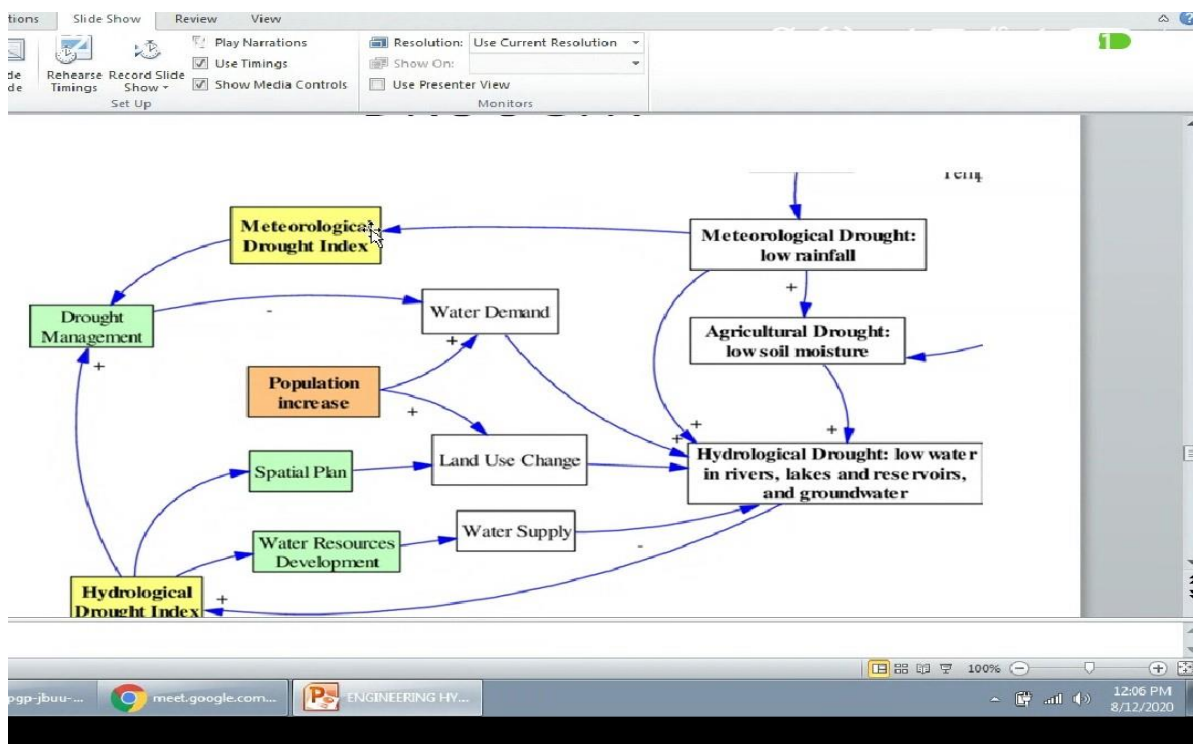 tions Slide Show Review View
Play Narrations
Use Timings
Show Media Controls
Rehearse Record Slide
Timings Show
Set Up
Resolution: Use Current Resolution
Show On:
Use Presenter View
Monitors
Meteorological
Drought Index
Meteorological Drought:
low rainfall
+
Drought
Management
+
-
Water Demand
+
Agricultural Drought:
low soil moisture
+
Population
increase
+
Spatial Plan
Land Use Change
+
+
Hydrological Drought: low water
in rivers, lakes and reservoirs,
and groundwater
Water Resources
Development
Water Supply
-
Hydrological
Drought Index
+
100%
pgp-jbuu-...
meet.google.com...
ENGINEERING HY...
12:06 PM
8/12/2020